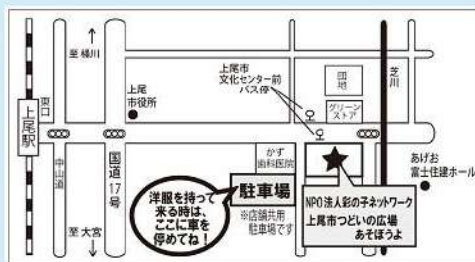 至 桶川
上尾駅
東口
中山道
国道17号
至 大宮
上尾
市役所
上尾市
文化センター前
バス停
団地
グリーン
ストア
芝川
かず
歯科医院
あげお
富士住建ホール
駐車場
※店舗共用
駐車場です
洋服を持って
来る時は、
ここに車を
停めてね！
NPO法人彩の子ネットワーク
上尾市つどいの広場
あそぼうよ